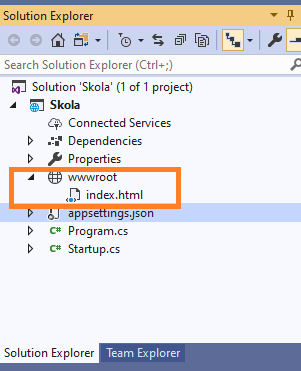 Solution Explorer
Search Solution Explorer (Ctrl+;)
Solution 'Skola' (1 of 1 project)
Skola
Connected Services
Dependencies
Properties
wwwroot
index.html
appsettings.json
C# Program.cs
C# Startup.cs
Solution Explorer Team Explorer